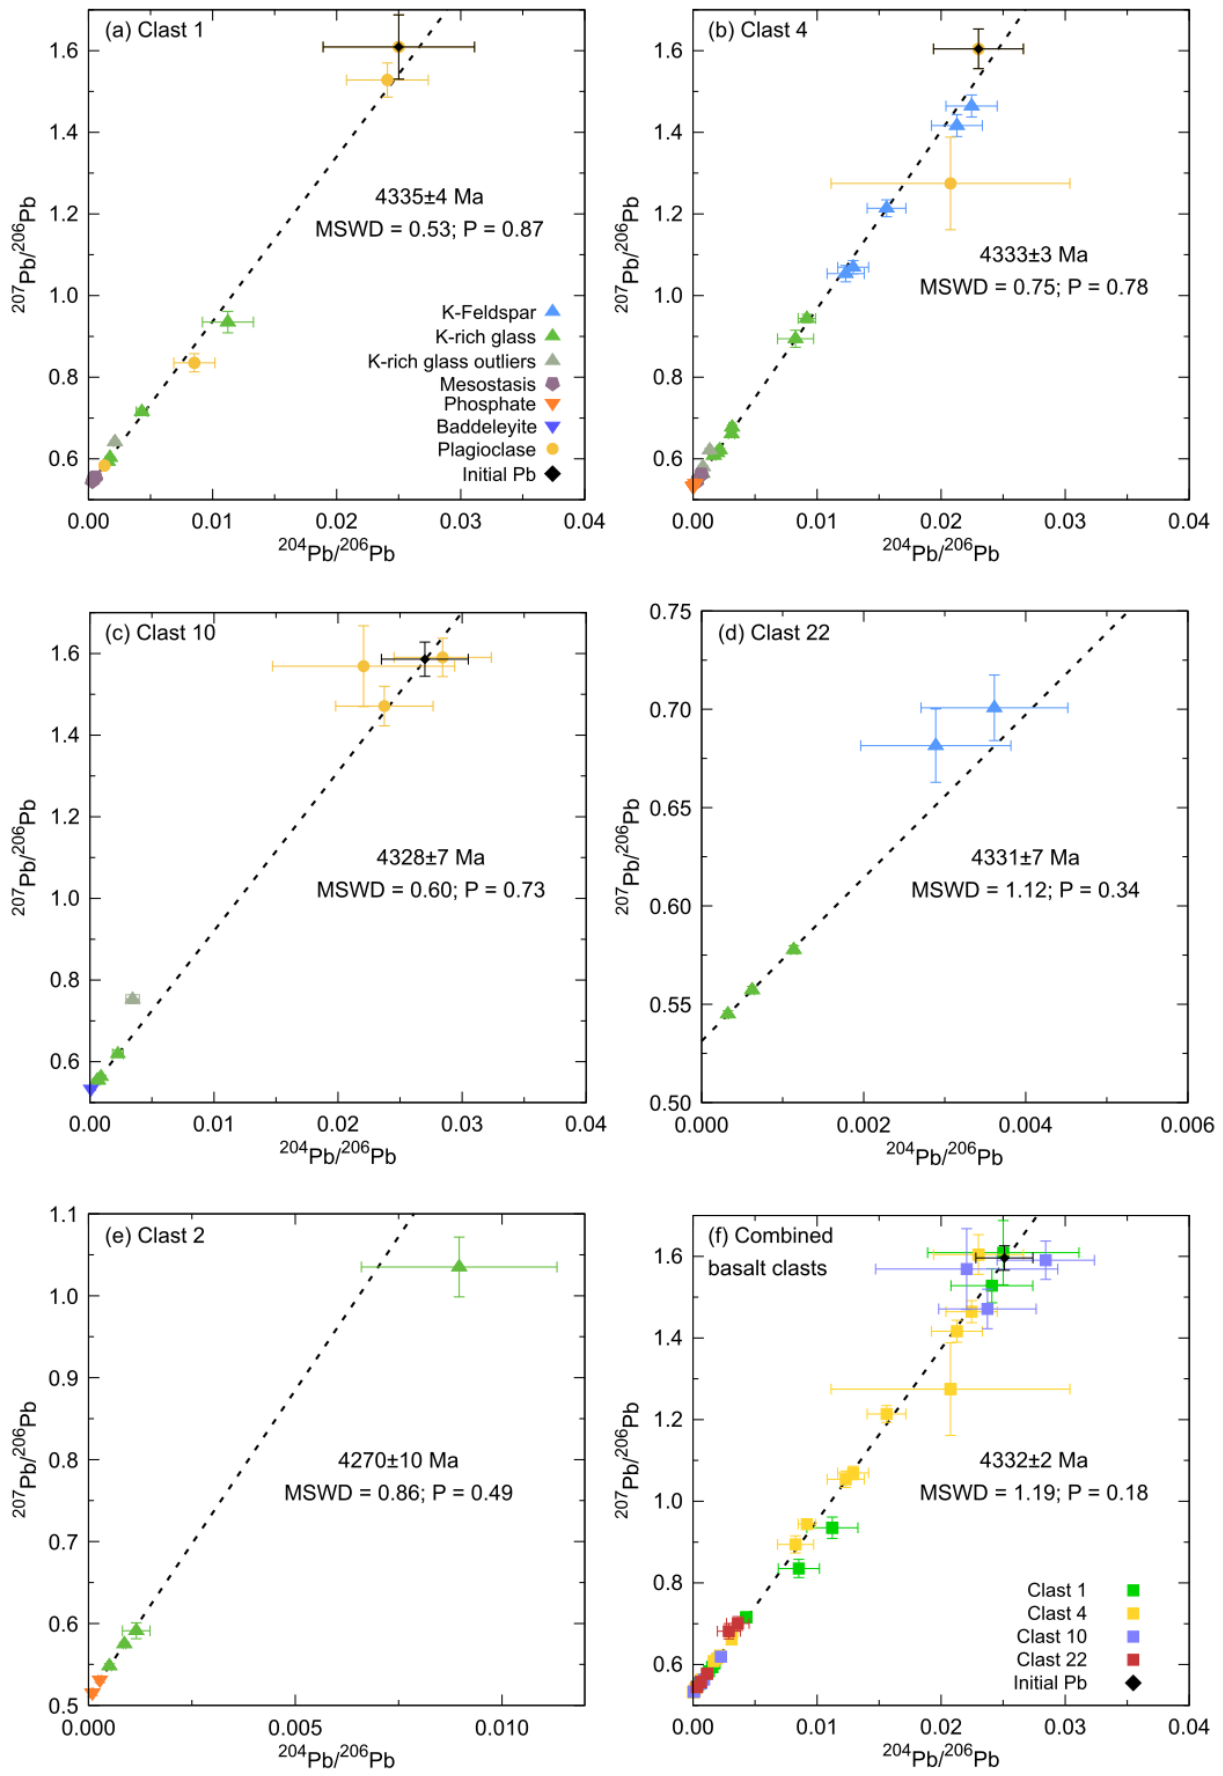 (a) Clast 1
1.6
1.4
1.2
1.0
0.8
0.6
207Pb/206Pb
4335±4 Ma
MSWD = 0.53; P = 0.87
K-Feldspar
K-rich glass
K-rich glass outliers
Mesostasis
Phosphate
Baddeleyite
Plagioclase
Initial Pb
0.00 0.01 0.02 0.03 0.04
204Pb/206Pb
(b) Clast 4
1.6
1.4
1.2
1.0
0.8
0.6
207Pb/206Pb
4333±3 Ma
MSWD = 0.75; P = 0.78
0.00 0.01 0.02 0.03 0.04
204Pb/206Pb
(c) Clast 10
1.6
1.4
1.2
1.0
0.8
0.6
207Pb/206Pb
4328±7 Ma
MSWD = 0.60; P = 0.73
0.00 0.01 0.02 0.03 0.04
204Pb/206Pb
(d) Clast 22
0.75
0.70
0.65
0.60
0.55
0.50
207Pb/206Pb
4331±7 Ma
MSWD = 1.12; P = 0.34
0.000 0.002 0.004 0.006
204Pb/206Pb
(e) Clast 2
1.1
1.0
0.9
0.8
0.7
0.6
0.5
207Pb/206Pb
4270±10 Ma
MSWD = 0.86; P = 0.49
0.000 0.005 0.010
204Pb/206Pb
(f) Combined
basalt clasts
1.6
1.4
1.2
1.0
0.8
0.6
207Pb/206Pb
4332±2 Ma
MSWD = 1.19; P = 0.18
Clast 1
Clast 4
Clast 10
Clast 22
Initial Pb
0.00 0.01 0.02 0.03 0.04
204Pb/206Pb